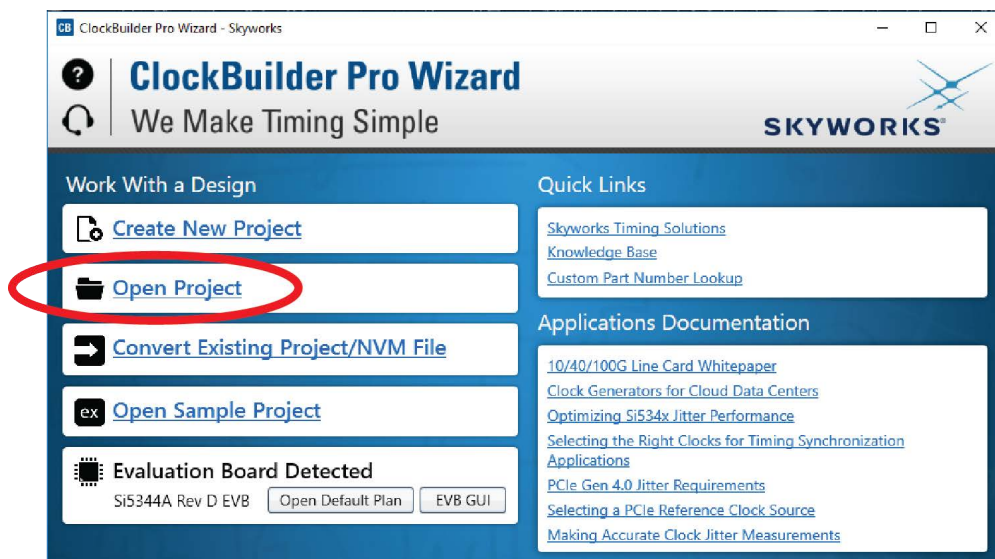 CB ClockBuilder Pro Wizard - Skyworks
ClockBuilder Pro Wizard
We Make Timing Simple
SKYWORKS®
Work With a Design
Create New Project
Open Project
Convert Existing Project/NVM File
ex Open Sample Project
Evaluation Board Detected
Si5344A Rev D EVB Open Default Plan EVB GUI
Quick Links
Skyworks Timing Solutions
Knowledge Base
Custom Part Number Lookup
Applications Documentation
10/40/100G Line Card Whitepaper
Clock Generators for Cloud Data Centers
Optimizing Si534x Jitter Performance
Selecting the Right Clocks for Timing Synchronization
Applications
PCIe Gen 4.0 Jitter Requirements
Selecting a PCIe Reference Clock Source
Making Accurate Clock Jitter Measurements